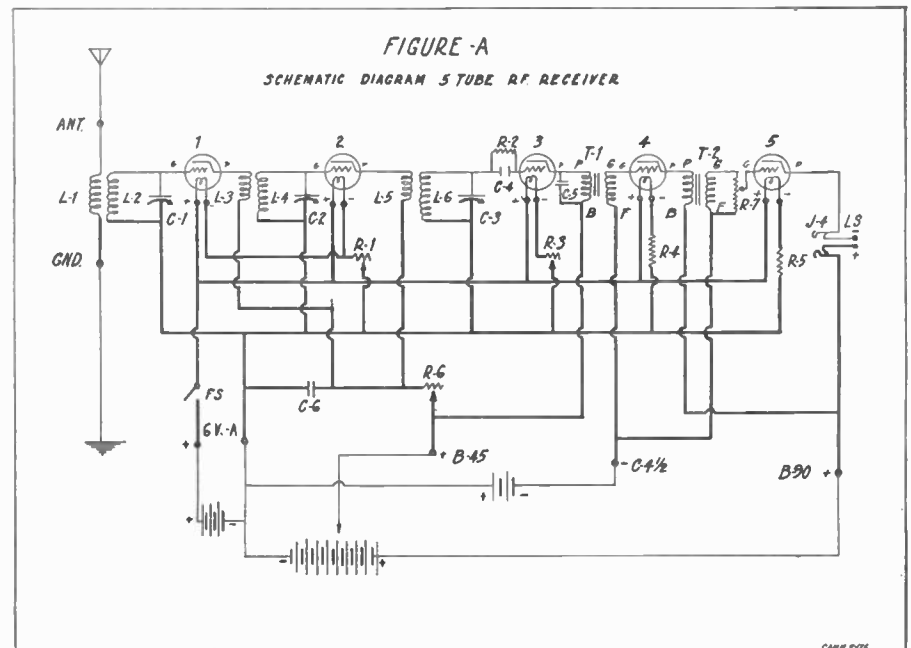 FIGURE-A
SCHEMATIC DIAGRAM 5 TUBE RF. RECEIVER
ANT.
1
2
R-2
3
T-1
4
T-2
5
G
P
G
P
C-4
P
P
G
G
P
P
G
G
P
L-1
L-2
C-1
L-3
L-4
C-2
L-5
L-6
C-3
C-5
B
F
B
F
R-7
J-4
LS
+
-
+
-
+
-
+
-
+
-
+
GND.
R-1
R-3
R-4
R-5
FS
C-6
R-6
6V.-A
+
+ B-45
- C-4½
B-90 +
+ -
+ -
- +